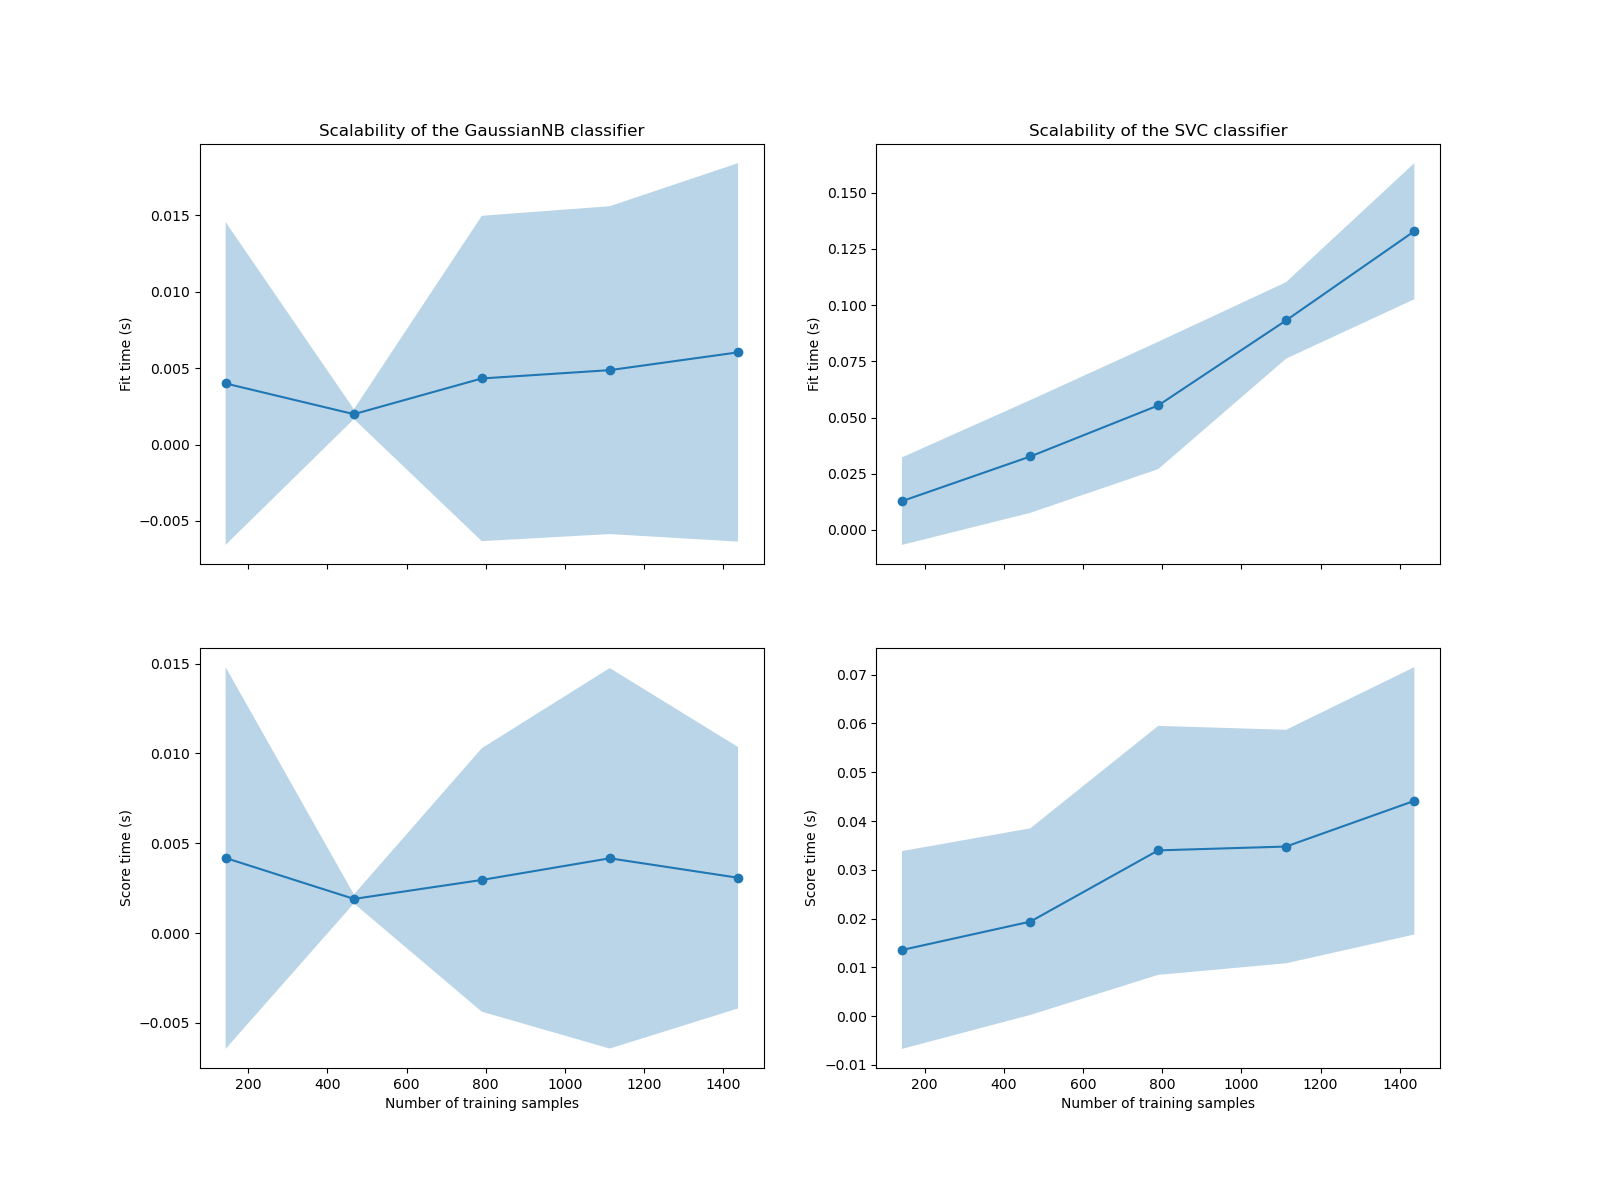 Scalability of the GaussianNB classifier
0.015
0.010
0.005
0.000
−0.005
Fit time (s)
Scalability of the SVC classifier
0.150
0.125
0.100
0.075
0.050
0.025
0.000
Fit time (s)
0.015
0.010
0.005
0.000
−0.005
Score time (s)
200 400 600 800 1000 1200 1400
Number of training samples
0.07
0.06
0.05
0.04
0.03
0.02
0.01
0.00
−0.01
Score time (s)
200 400 600 800 1000 1200 1400
Number of training samples